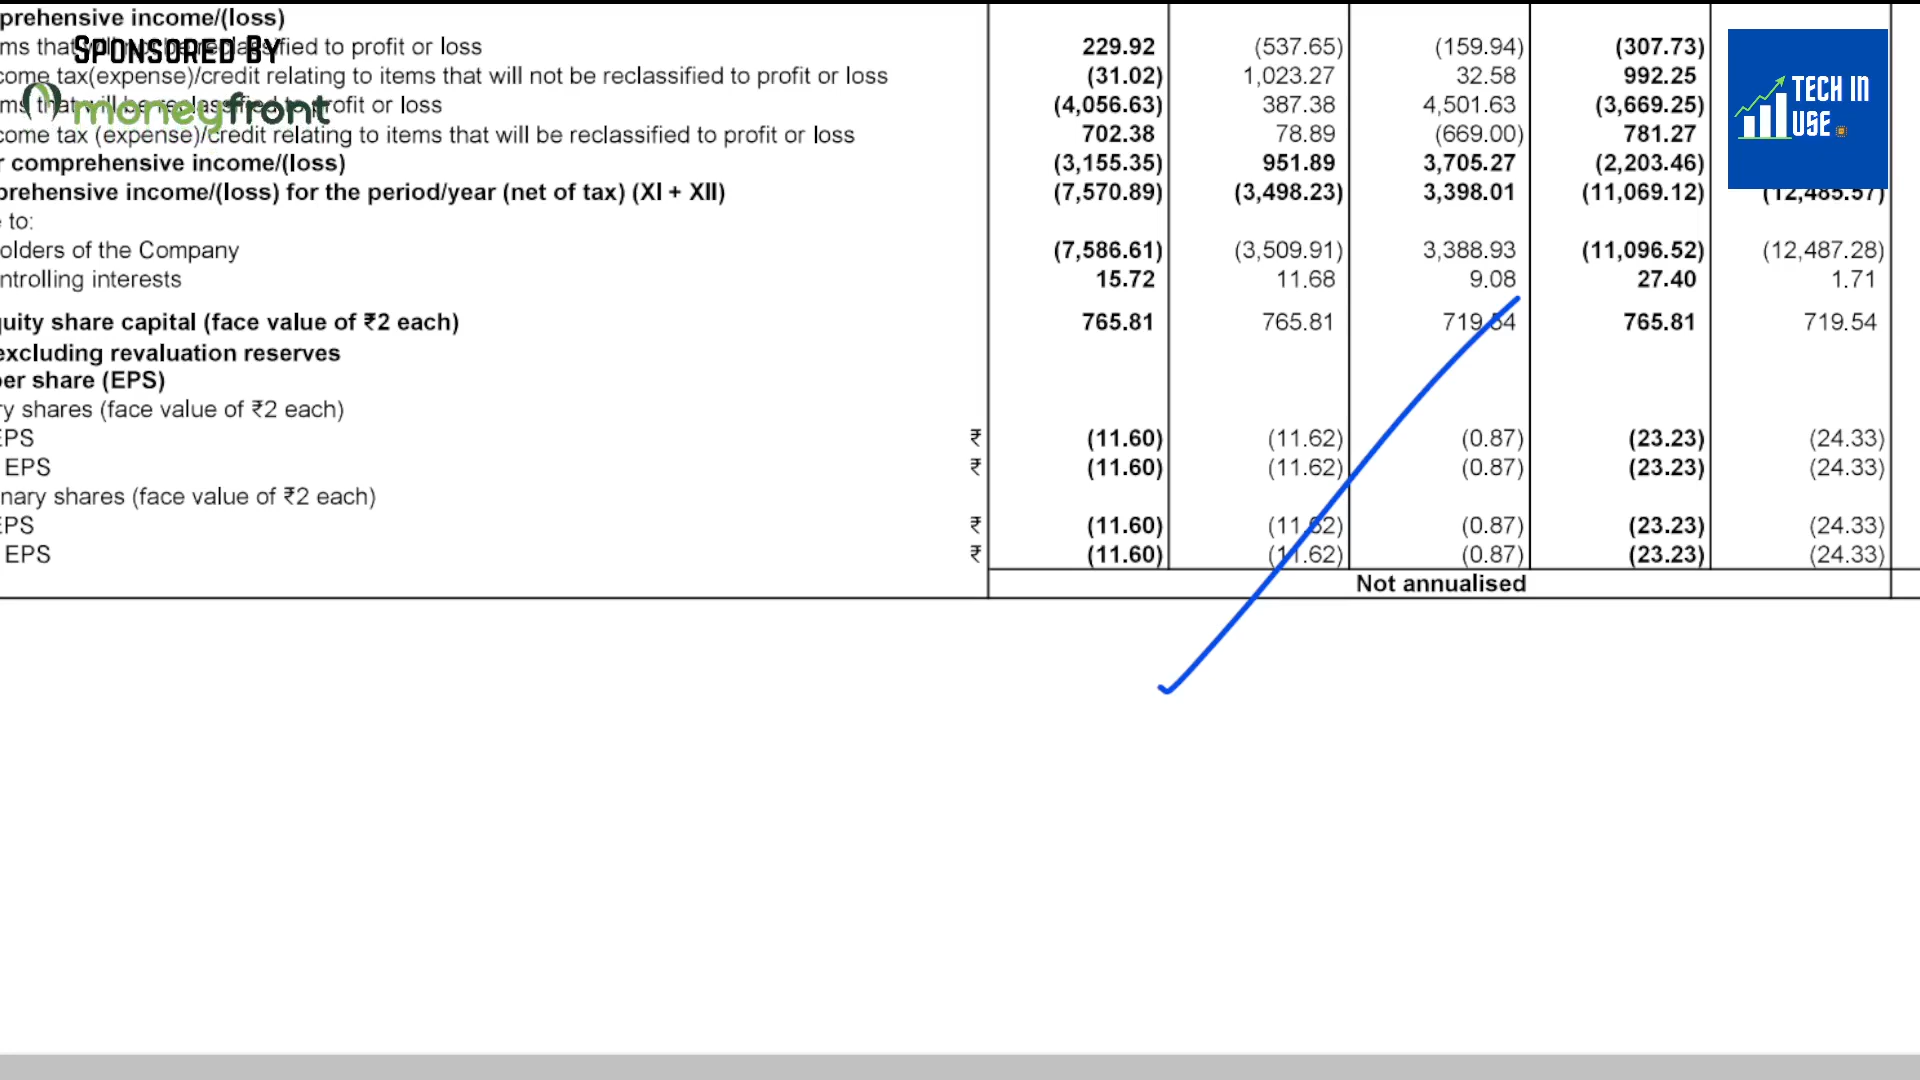 prehensive income/(loss)
ms that will not be reclassified to profit or loss 229.92 (537.65) (159.94) (307.73)
SPONSORED BY
come tax(expense)/credit relating to items that will not be reclassified to profit or loss (31.02) 1,023.27 32.58 992.25
TECH IN
USE
ms that will be reclassified to profit or loss (4,056.63) 387.38 4,501.63 (3,669.25)
moneyfront
come tax (expense)/credit relating to items that will be reclassified to profit or loss 702.38 78.89 (669.00) 781.27
r comprehensive income/(loss) (3,155.35) 951.89 3,705.27 (2,203.46)
prehensive income/(loss) for the period/year (net of tax) (XI + XII) (7,570.89) (3,498.23) 3,398.01 (11,069.12) (12,485.57)
e to:
olders of the Company (7,586.61) (3,509.91) 3,388.93 (11,096.52) (12,487.28)
ntrolling interests 15.72 11.68 9.08 27.40 1.71
quity share capital (face value of ₹2 each) 765.81 765.81 719.54 765.81 719.54
excluding revaluation reserves
per share (EPS)
ry shares (face value of ₹2 each)
EPS ₹ (11.60) (11.62) (0.87) (23.23) (24.33)
EPS ₹ (11.60) (11.62) (0.87) (23.23) (24.33)
nary shares (face value of ₹2 each)
EPS ₹ (11.60) (11.62) (0.87) (23.23) (24.33)
EPS ₹ (11.60) (11.62) (0.87) (23.23) (24.33)
Not annualised